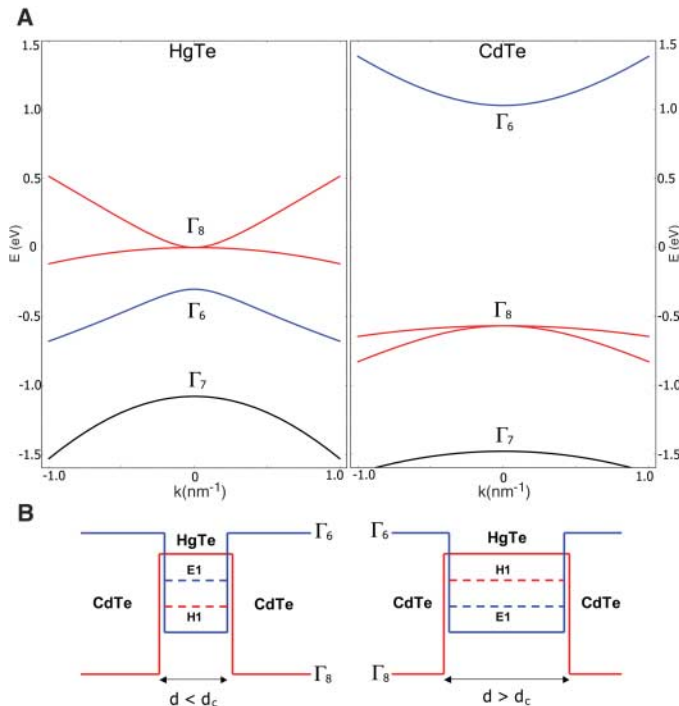 A
HgTe
CdTe
1.5
1.0
0.5
0
-0.5
-1.0
-1.5
E (eV)
Γ8
Γ6
Γ7
-1.0
0
1.0
k(nm⁻¹)
Γ6
Γ8
Γ7
-1.0
0
1.0
k(nm⁻¹)
1.5
1.0
0.5
0
-0.5
-1.0
-1.5
E (eV)
B
HgTe
Γ6
E1
CdTe
CdTe
H1
Γ8
d < dc
Γ6
HgTe
H1
CdTe
CdTe
E1
Γ8
d > dc